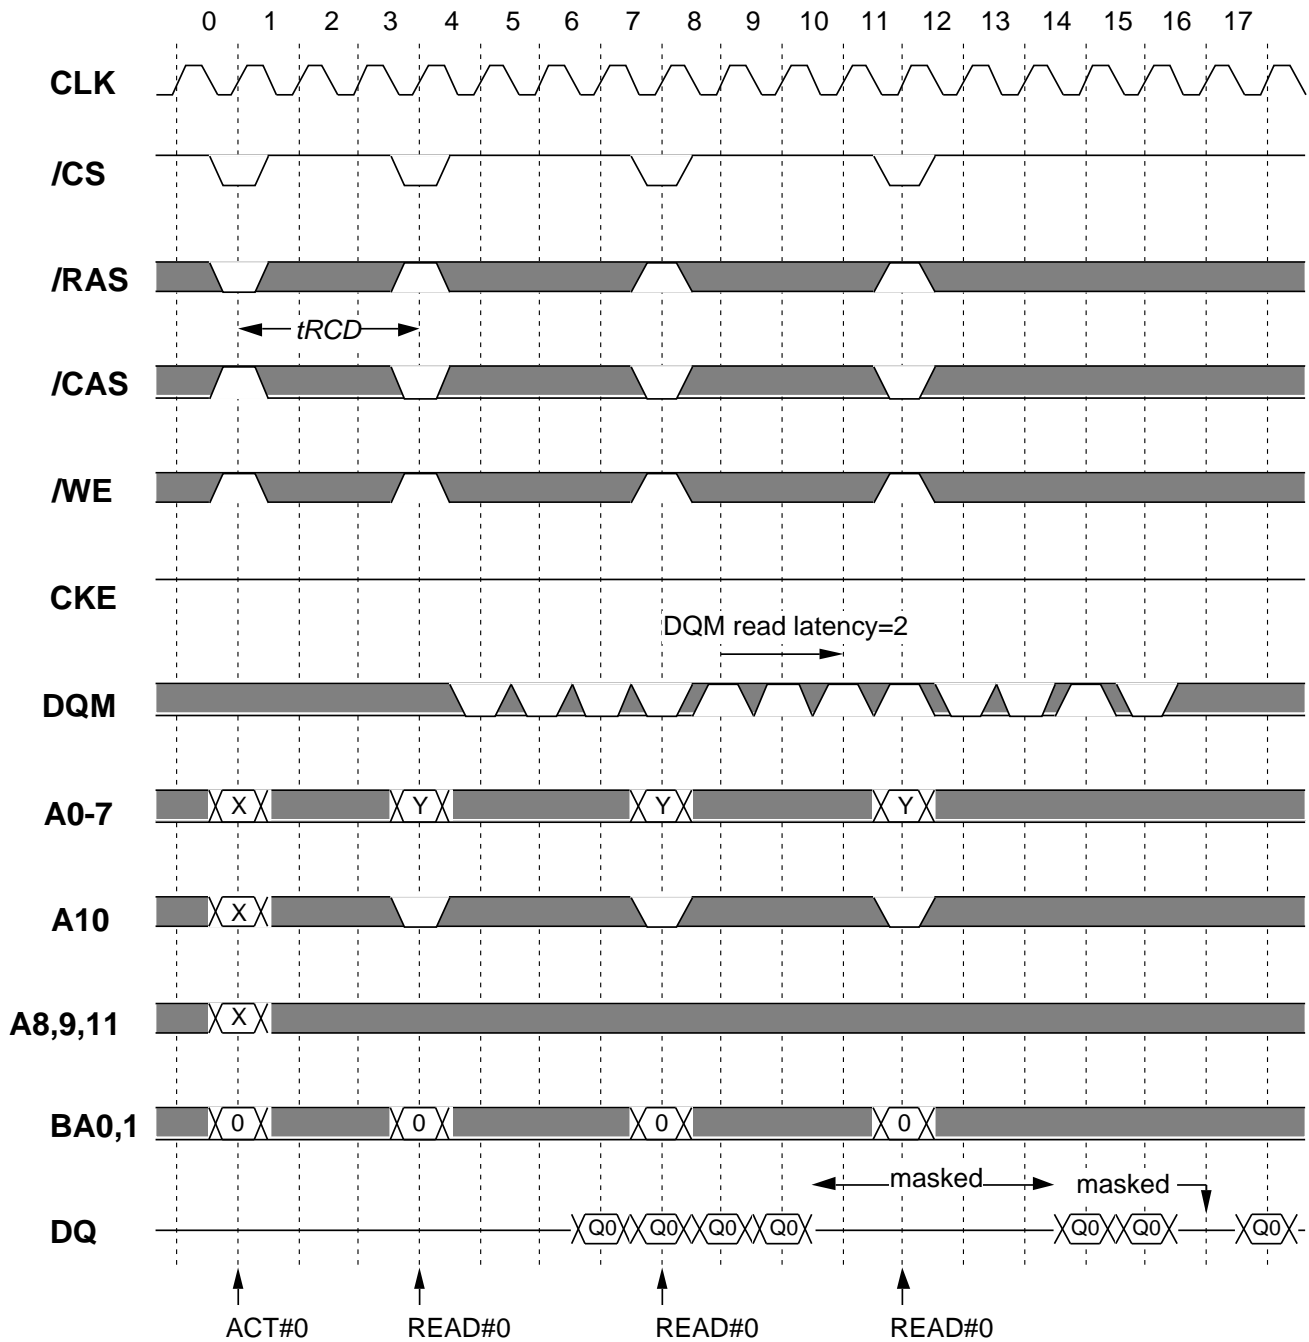 0 1 2 3 4 5 6 7 8 9 10 11 12 13 14 15 16 17
CLK
/CS
/RAS
tRCD
/CAS
/WE
CKE
DQM read latency=2
DQM
A0-7 X Y Y Y
A10 X
A8,9,11 X
BA0,1 0 0 0 0
masked masked
DQ Q0 Q0 Q0 Q0 Q0 Q0 Q0
ACT#0 READ#0 READ#0 READ#0